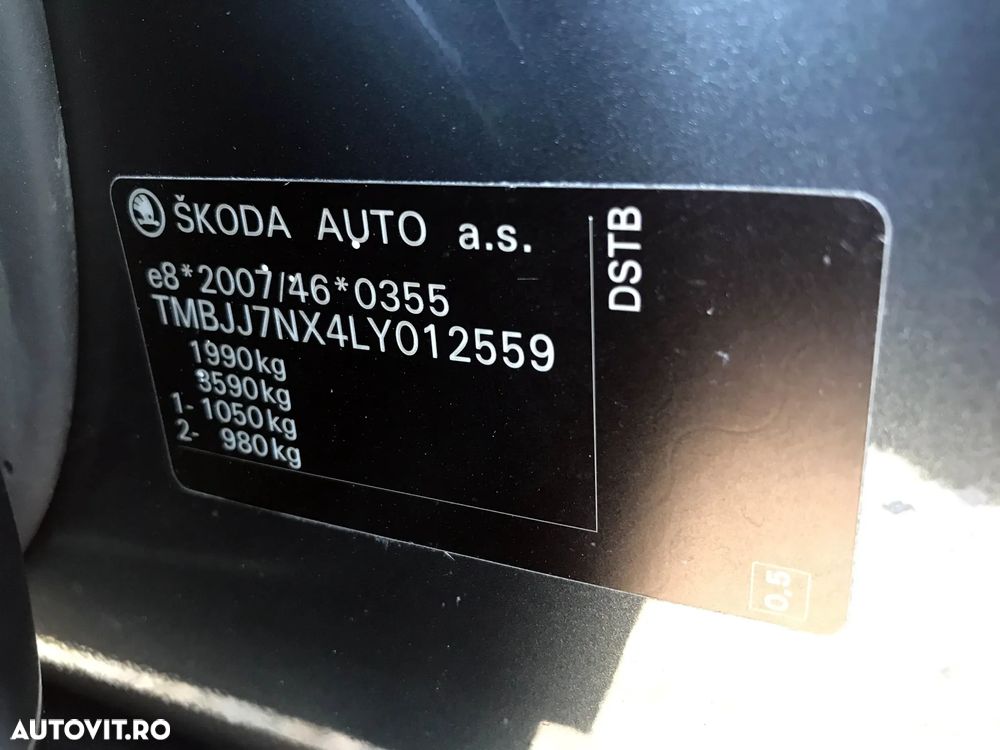 ŠKODA AUTO a.s.
e8*2007/46*0355
TMBJJ7NX4LY012559
1990kg
3590kg
1- 1050kg
2- 980kg
DSTB
0,5
AUTOVIT.RO